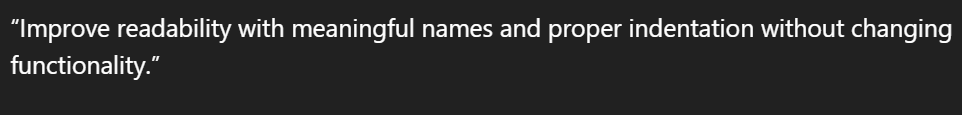 “Improve readability with meaningful names and proper indentation without changing
functionality.”